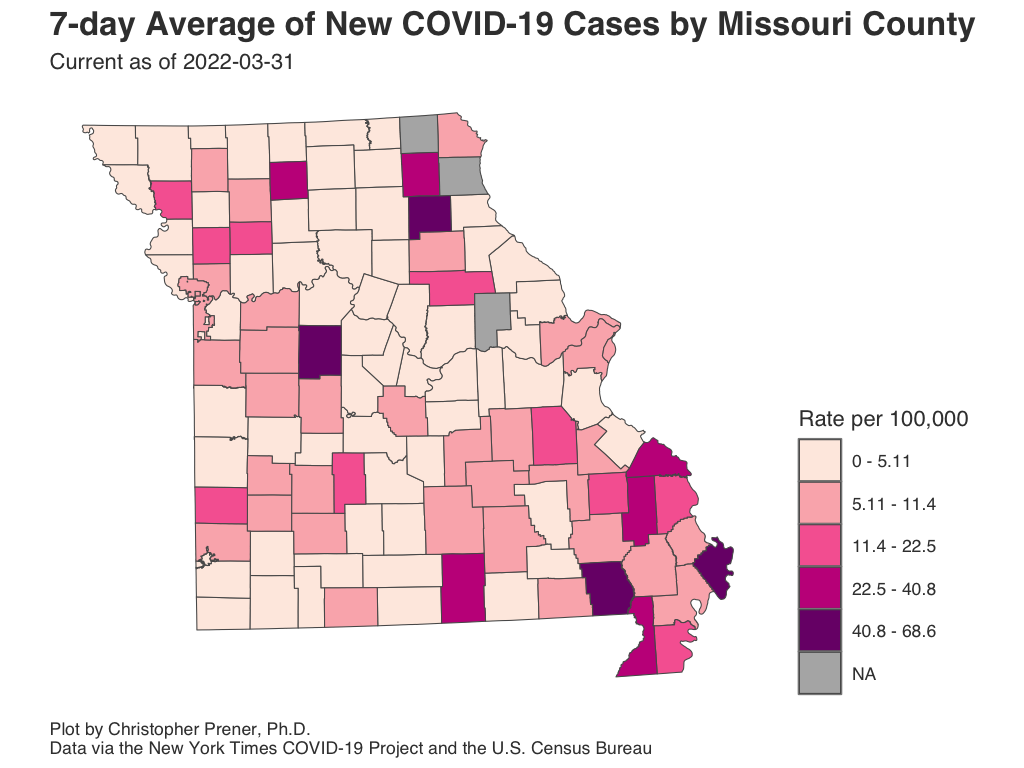 7-day Average of New COVID-19 Cases by Missouri County
Current as of 2022-03-31
Rate per 100,000
0 - 5.11
5.11 - 11.4
11.4 - 22.5
22.5 - 40.8
40.8 - 68.6
NA
Plot by Christopher Prener, Ph.D.
Data via the New York Times COVID-19 Project and the U.S. Census Bureau